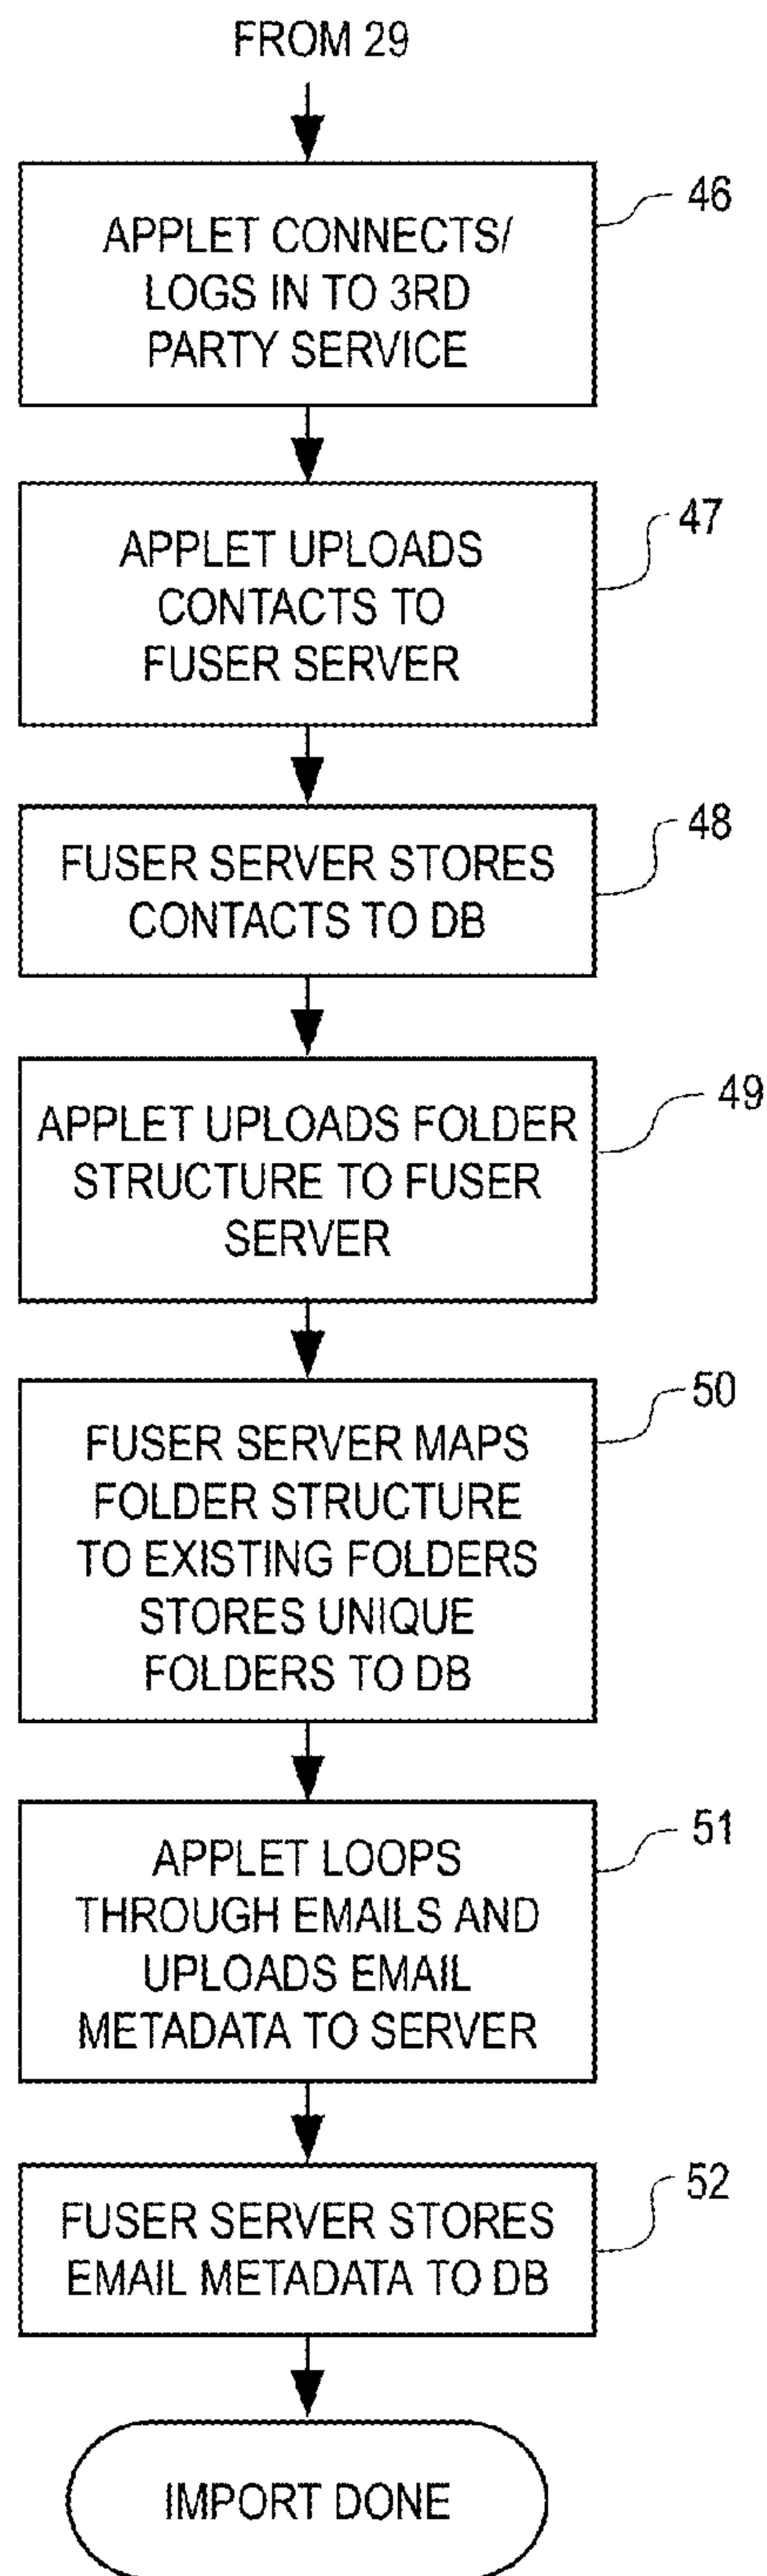 FROM 29
46
APPLET CONNECTS/
LOGS IN TO 3RD
PARTY SERVICE
47
APPLET UPLOADS
CONTACTS TO
FUSER SERVER
48
FUSER SERVER STORES
CONTACTS TO DB
49
APPLET UPLOADS FOLDER
STRUCTURE TO FUSER
SERVER
50
FUSER SERVER MAPS
FOLDER STRUCTURE
TO EXISTING FOLDERS
STORES UNIQUE
FOLDERS TO DB
51
APPLET LOOPS
THROUGH EMAILS AND
UPLOADS EMAIL
METADATA TO SERVER
52
FUSER SERVER STORES
EMAIL METADATA TO DB
IMPORT DONE